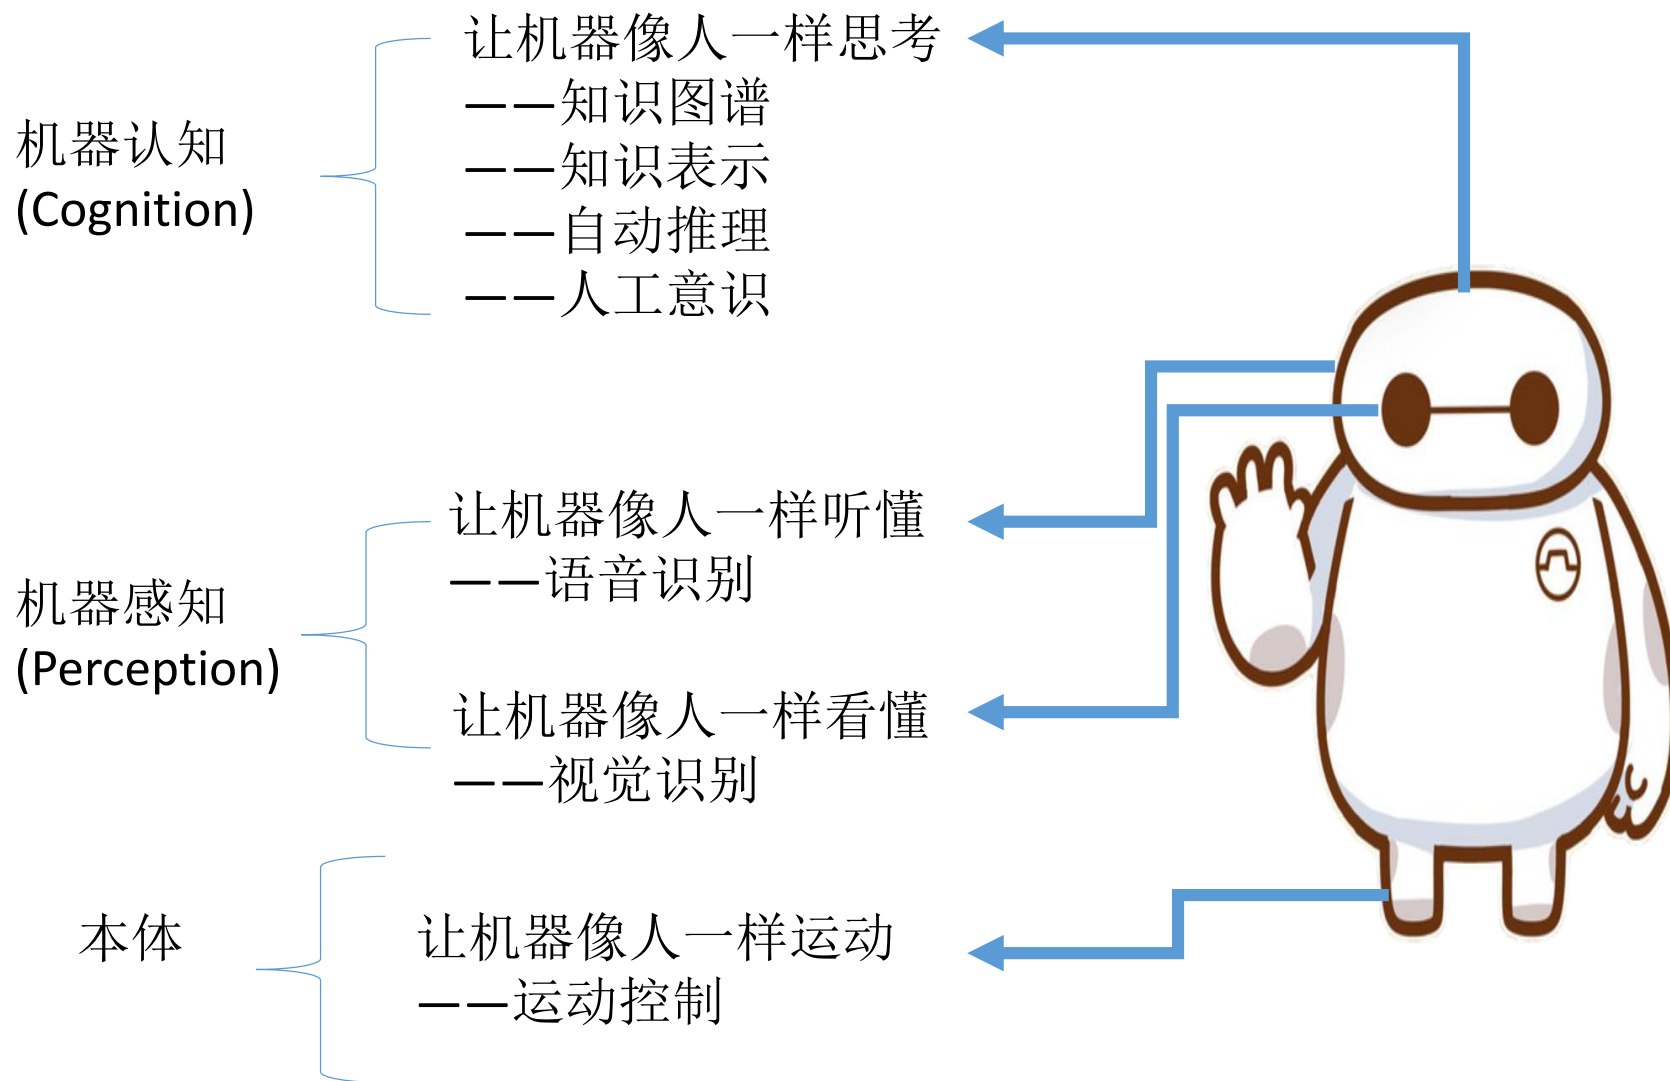 让机器像人一样思考
——知识图谱
机器认知
——知识表示
(Cognition)
——自动推理
——人工意识
让机器像人一样听懂
——语音识别
机器感知
(Perception)
让机器像人一样看懂
——视觉识别
本体
让机器像人一样运动
——运动控制